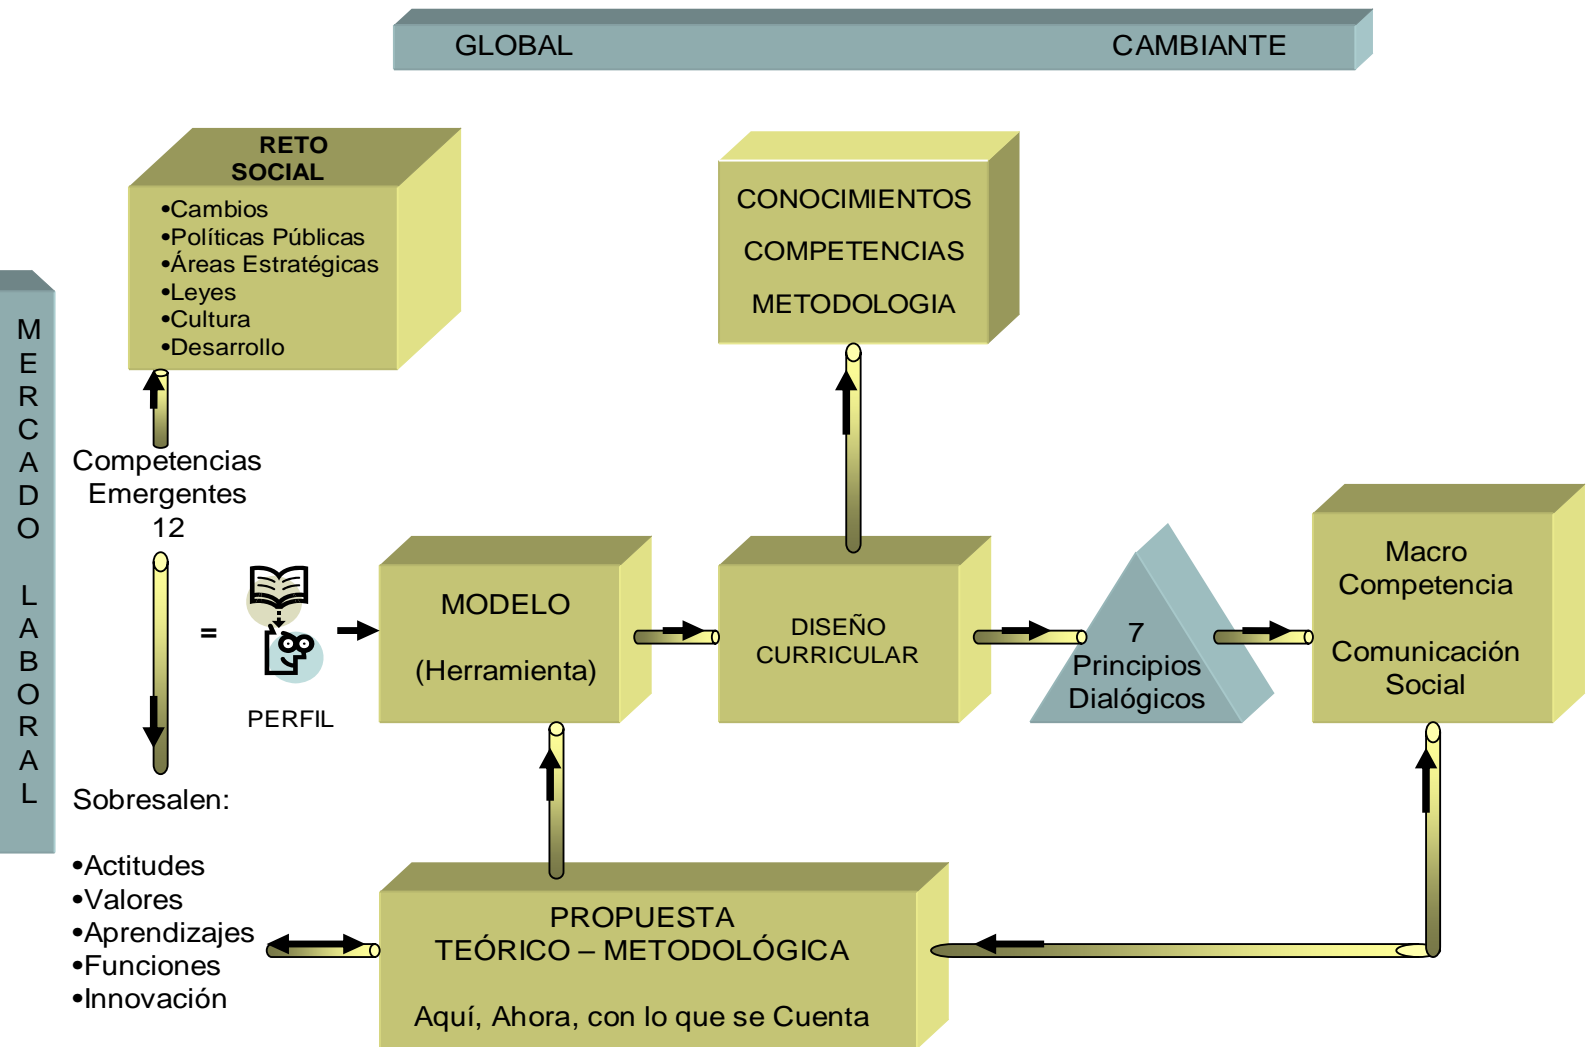 GLOBAL CAMBIANTE
RETO
SOCIAL
•Cambios
•Políticas Públicas
•Áreas Estratégicas
•Leyes
•Cultura
•Desarrollo
CONOCIMIENTOS
COMPETENCIAS
METODOLOGIA
MERCADO LABORAL
Competencias
Emergentes
12
=
PERFIL
MODELO
(Herramienta)
DISEÑO
CURRICULAR
7
Principios
Dialógicos
Macro
Competencia
Comunicación
Social
Sobresalen:
•Actitudes
•Valores
•Aprendizajes
•Funciones
•Innovación
PROPUESTA
TEÓRICO – METODOLÓGICA
Aquí, Ahora, con lo que se Cuenta